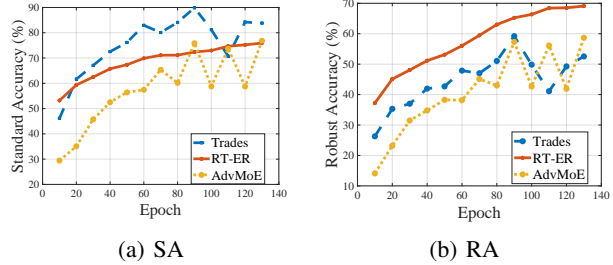 90
80
70
60
50
40
30
20
0 20 40 60 80 100 120 140
Standard Accuracy (%)
Epoch
Trades
RT-ER
AdvMoE
(a) SA
70
60
50
40
30
20
10
0 20 40 60 80 100 120 140
Robust Accuracy (%)
Epoch
Trades
RT-ER
AdvMoE
(b) RA